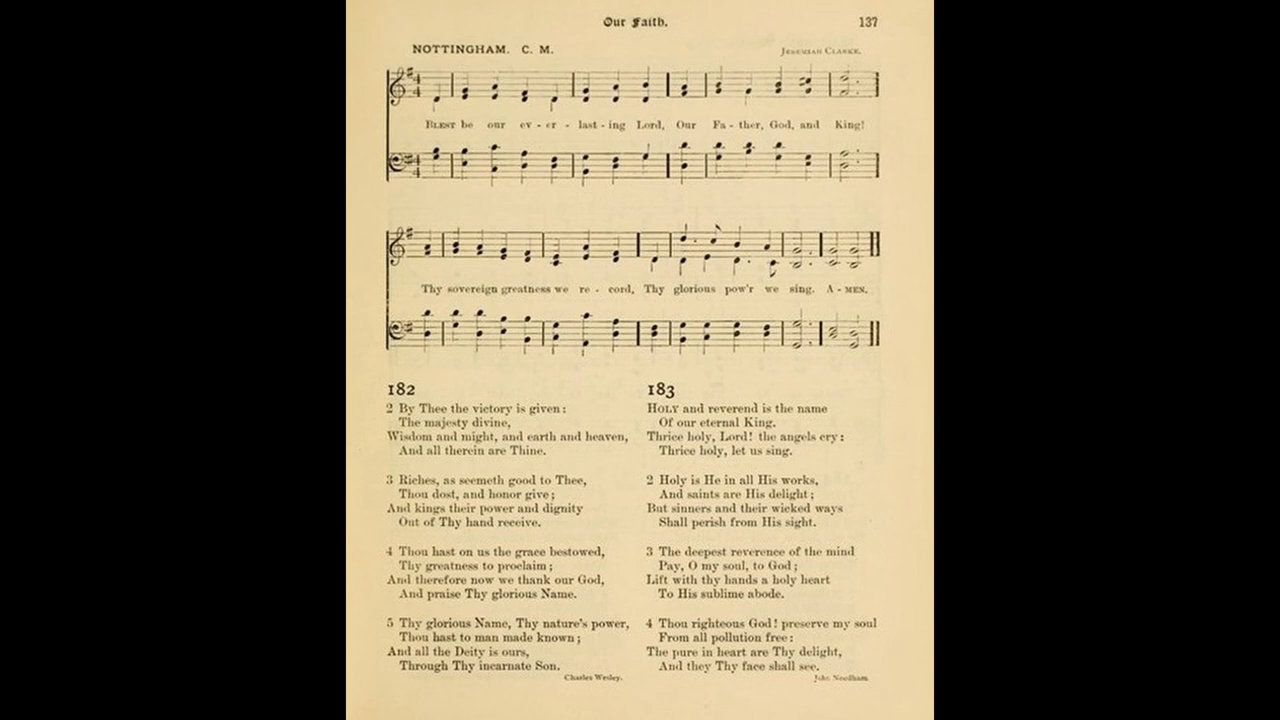 Our Faith.
137
NOTTINGHAM. C. M.
JEREMIAH CLARKE.
BLEST be our ev - er - last - ing Lord, Our Fa - ther, God, and King!
Thy sovereign greatness we re - cord, Thy glorious pow'r we sing. A - MEN.
182
2 By Thee the victory is given:
The majesty divine,
Wisdom and might, and earth and heaven,
And all therein are Thine.
3 Riches, as seemeth good to Thee,
Thou dost, and honor give;
And kings their power and dignity
Out of Thy hand receive.
4 Thou hast on us the grace bestowed,
Thy greatness to proclaim;
And therefore now we thank our God,
And praise Thy glorious Name.
5 Thy glorious Name, Thy nature's power,
Thou hast to man made known;
And all the Deity is ours,
Through Thy incarnate Son.
Charles Wesley.
183
HOLY and reverend is the name
Of our eternal King.
Thrice holy, Lord! the angels cry:
Thrice holy, let us sing.
2 Holy is He in all His works,
And saints are His delight;
But sinners and their wicked ways
Shall perish from His sight.
3 The deepest reverence of the mind
Pay, O my soul, to God;
Lift with thy hands a holy heart
To His sublime abode.
4 Thou righteous God! preserve my soul
From all pollution free:
The pure in heart are Thy delight,
And they Thy face shall see.
John Needham.